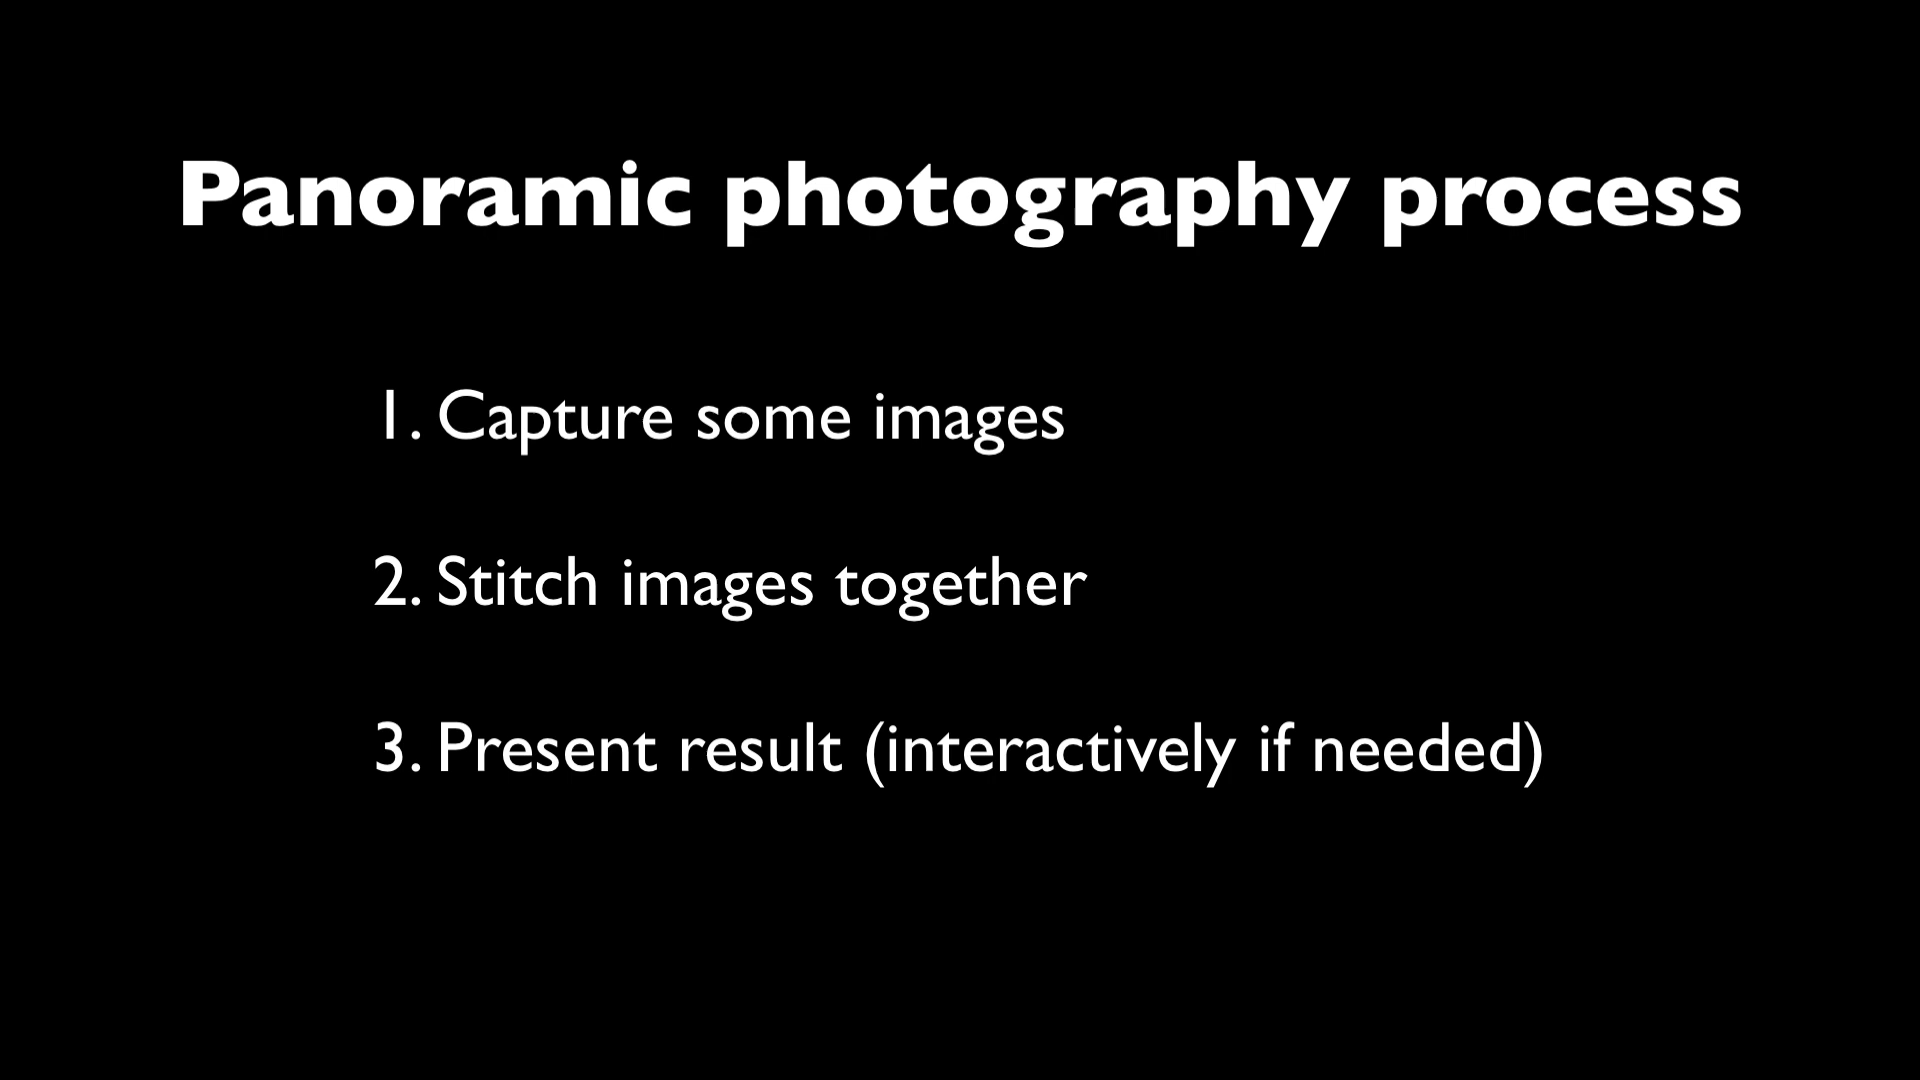 Panoramic photography process
1. Capture some images
2. Stitch images together
3. Present result (interactively if needed)